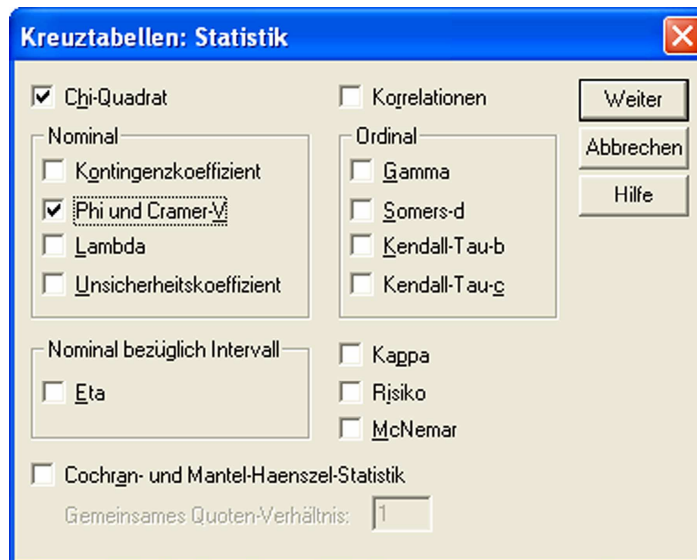 Kreuztabellen: Statistik
Chi-Quadrat
Korrelationen
Weiter
Abbrechen
Hilfe
Nominal
Kontingenzkoeffizient
Phi und Cramer-V
Lambda
Unsicherheitskoeffizient
Ordinal
Gamma
Somers-d
Kendall-Tau-b
Kendall-Tau-c
Nominal bezüglich Intervall
Eta
Kappa
Risiko
McNemar
Cochran- und Mantel-Haenszel-Statistik
Gemeinsames Quoten-Verhältnis: 1